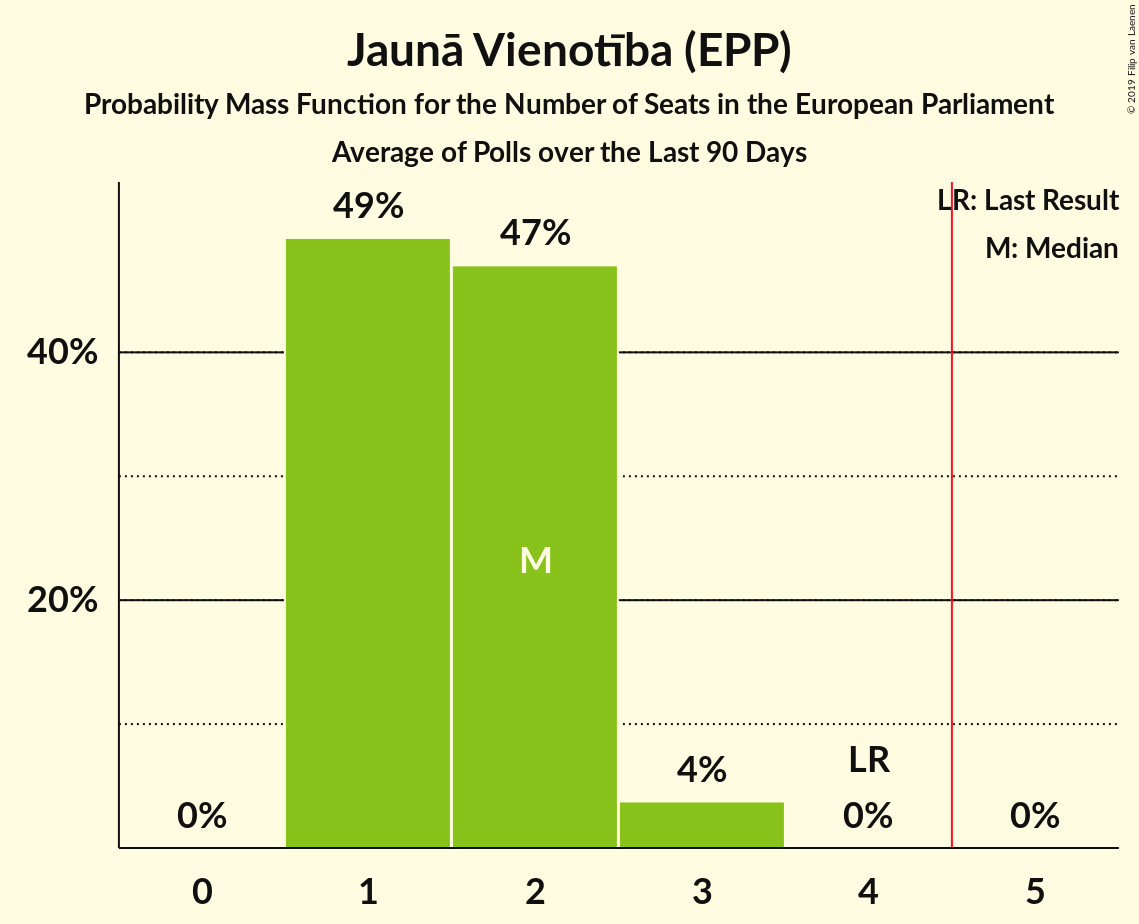 Jaunā Vienotība (EPP)
Probability Mass Function for the Number of Seats in the European Parliament
Average of Polls over the Last 90 Days
© 2019 Filip van Laenen
LR: Last Result
M: Median
49%
47%
40%
M
20%
4%
LR
0%
0%
0%
0 1 2 3 4 5